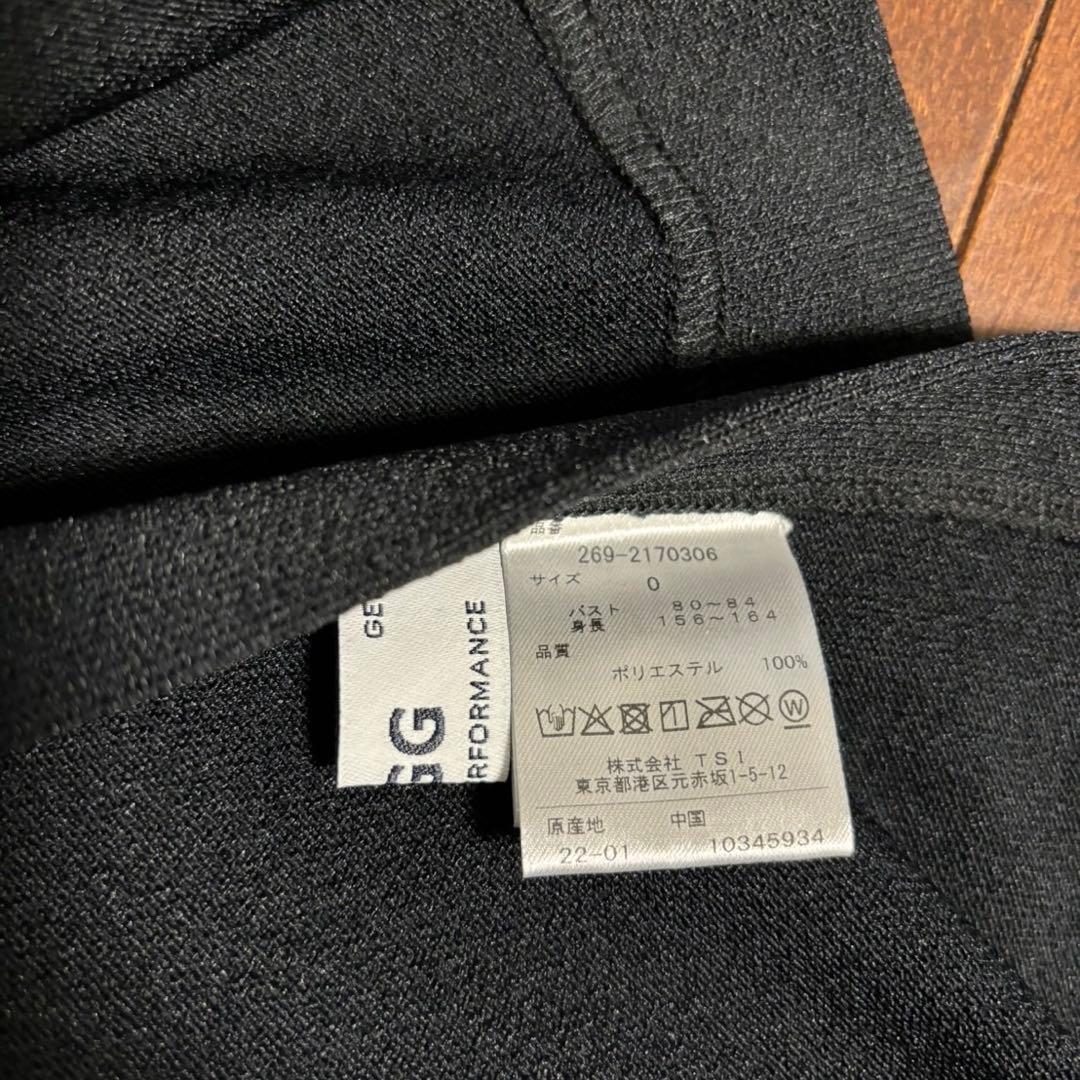 GE
GG
RFORMANCE
品番
269-2170306
サイズ 0
バスト 80～84
身長 156～164
品質
ポリエステル 100%
W
株式会社 TSI
東京都港区元赤坂1-5-12
原産地 中国
22-01 10345934